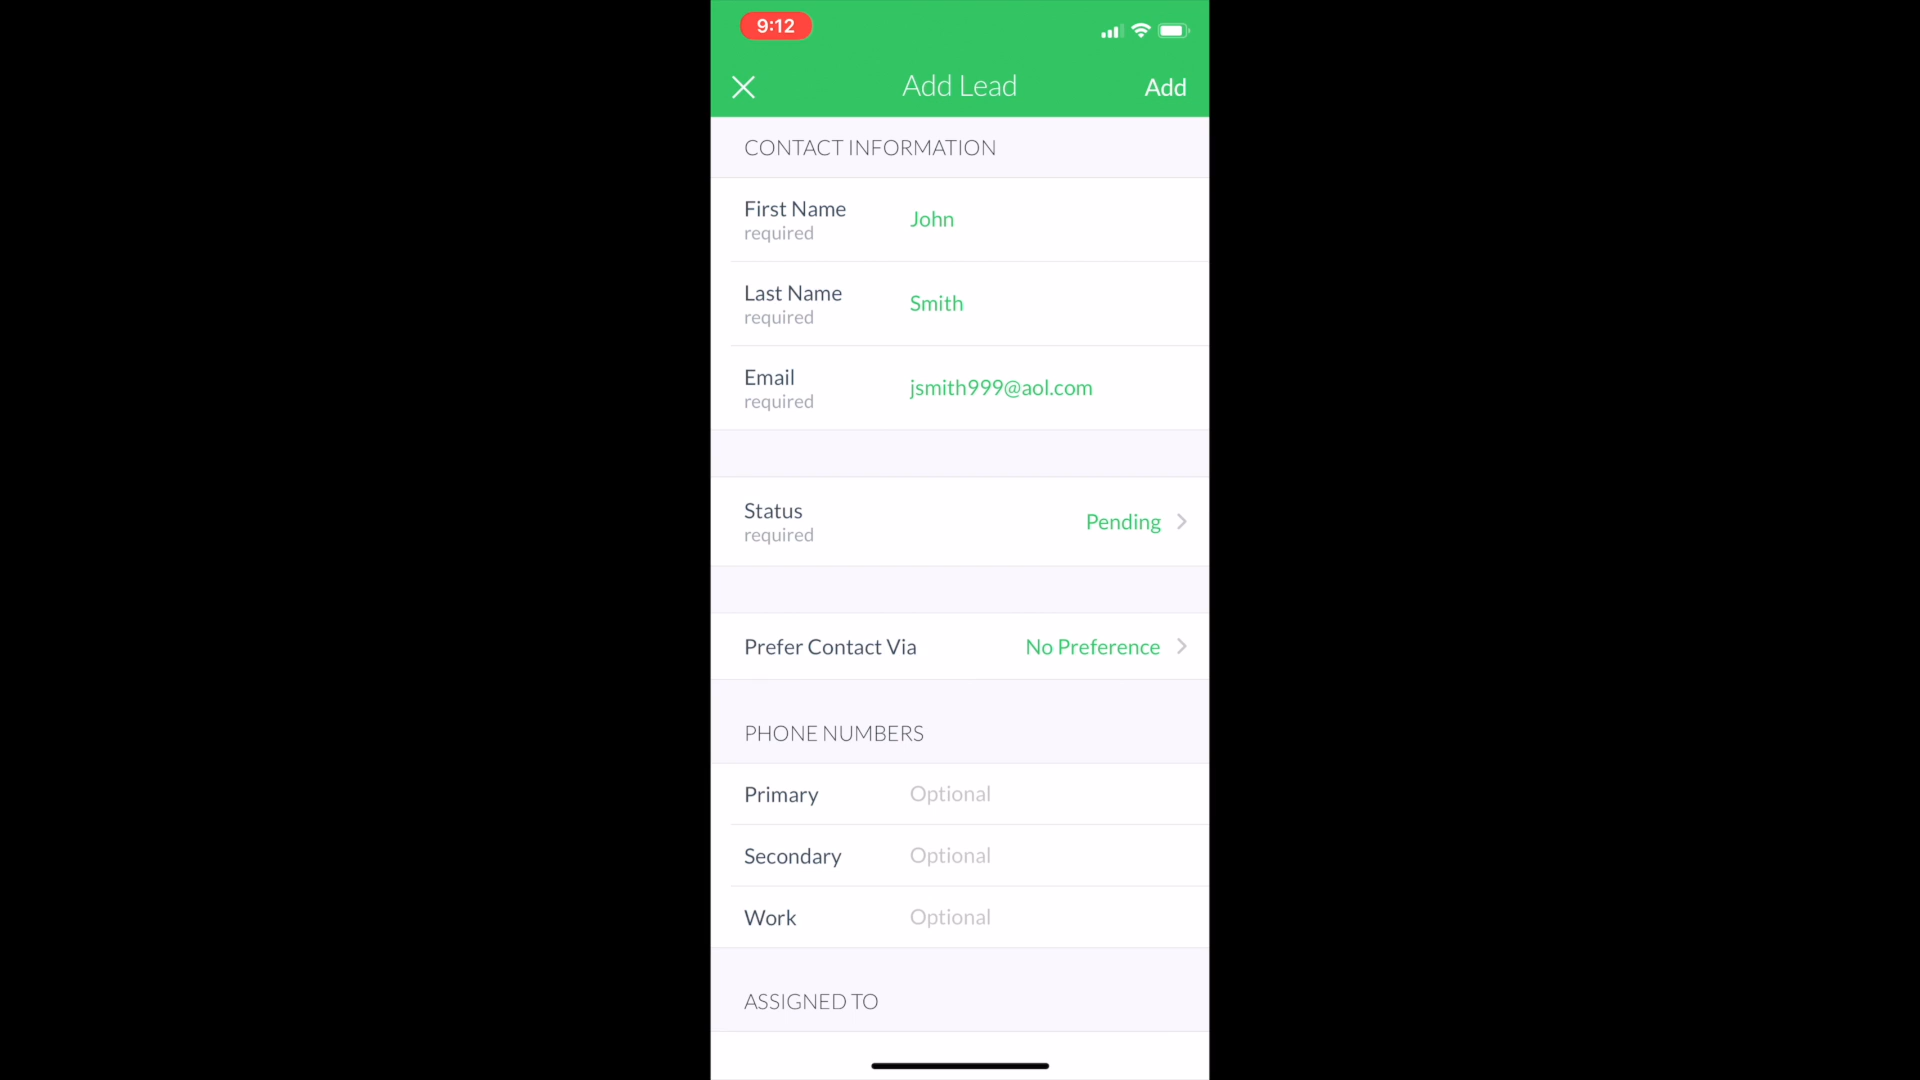 9:12
Add Lead
Add
CONTACT INFORMATION
First Name
required
John
Last Name
required
Smith
Email
required
jsmith999@aol.com
Status
required
Pending
Prefer Contact Via
No Preference
PHONE NUMBERS
Primary
Optional
Secondary
Optional
Work
Optional
ASSIGNED TO